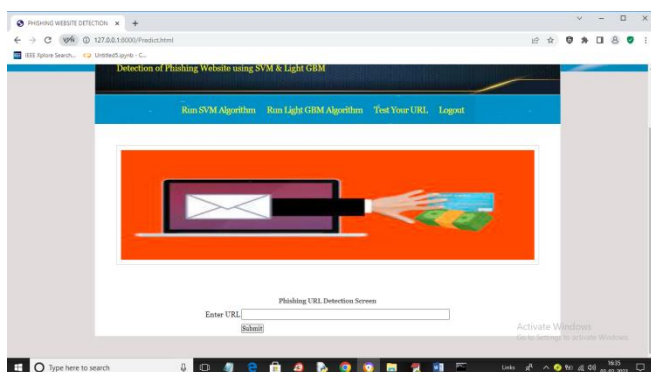 PHISHING WEBSITE DETECTION
127.0.0.1:8000/Predict.html
IEEE Xplore Search...
Detection of Phishing Website using SVM & Light GBM
Run SVM Algorithm Run Light GBM Algorithm Test Your URL Logout
Phishing URL Detection Screen
Enter URL
Submit
Activate Windows
Go to Settings to activate Windows.
Type here to search
Links
16:35